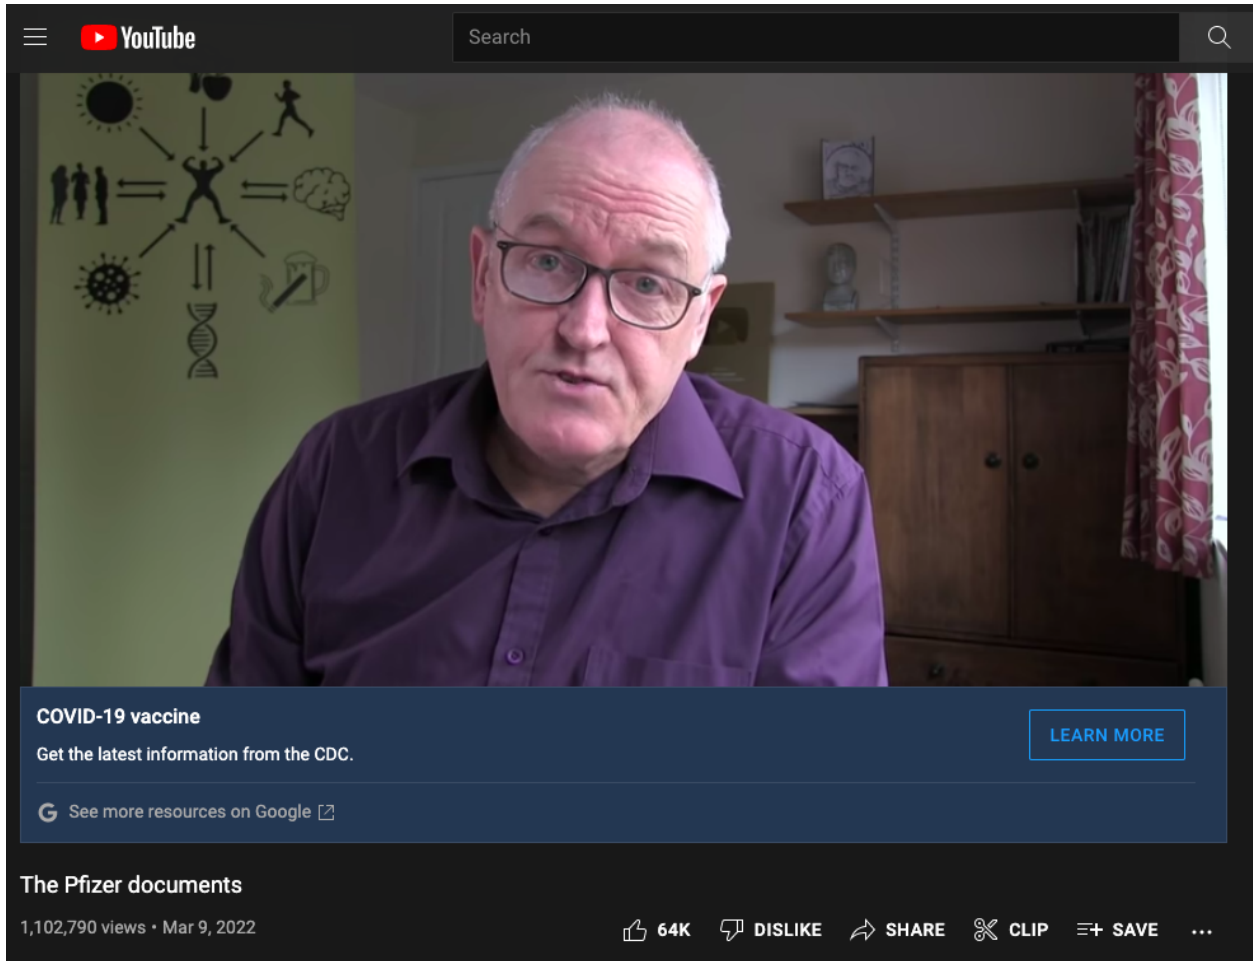 YouTube
Search
COVID-19 vaccine
LEARN MORE
Get the latest information from the CDC.
G See more resources on Google
The Pfizer documents
1,102,790 views • Mar 9, 2022
64K DISLIKE SHARE CLIP SAVE ...